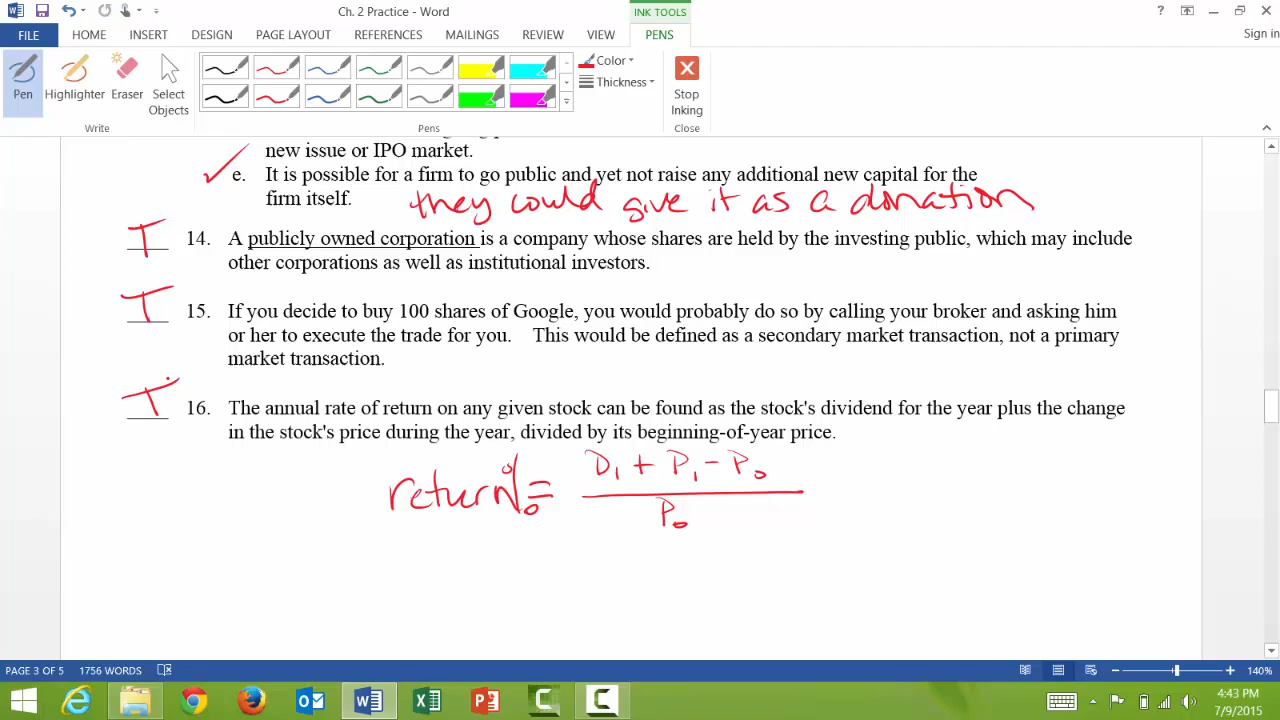 Ch. 2 Practice - Word
INK TOOLS
?
FILE HOME INSERT DESIGN PAGE LAYOUT REFERENCES MAILINGS REVIEW VIEW PENS Sign in
Pen Highlighter Eraser Select Objects
Color
Thickness
Stop Inking
Write Pens Close
new issue or IPO market.
e. It is possible for a firm to go public and yet not raise any additional new capital for the
firm itself.
they could give it as a donation
T 14. A publicly owned corporation is a company whose shares are held by the investing public, which may include
other corporations as well as institutional investors.
T 15. If you decide to buy 100 shares of Google, you would probably do so by calling your broker and asking him
or her to execute the trade for you. This would be defined as a secondary market transaction, not a primary
market transaction.
T 16. The annual rate of return on any given stock can be found as the stock's dividend for the year plus the change
in the stock's price during the year, divided by its beginning-of-year price.
D₁ + P₁ - P₀
return % =
P₀
PAGE 3 OF 5 1756 WORDS 140%
4:43 PM
7/9/2015